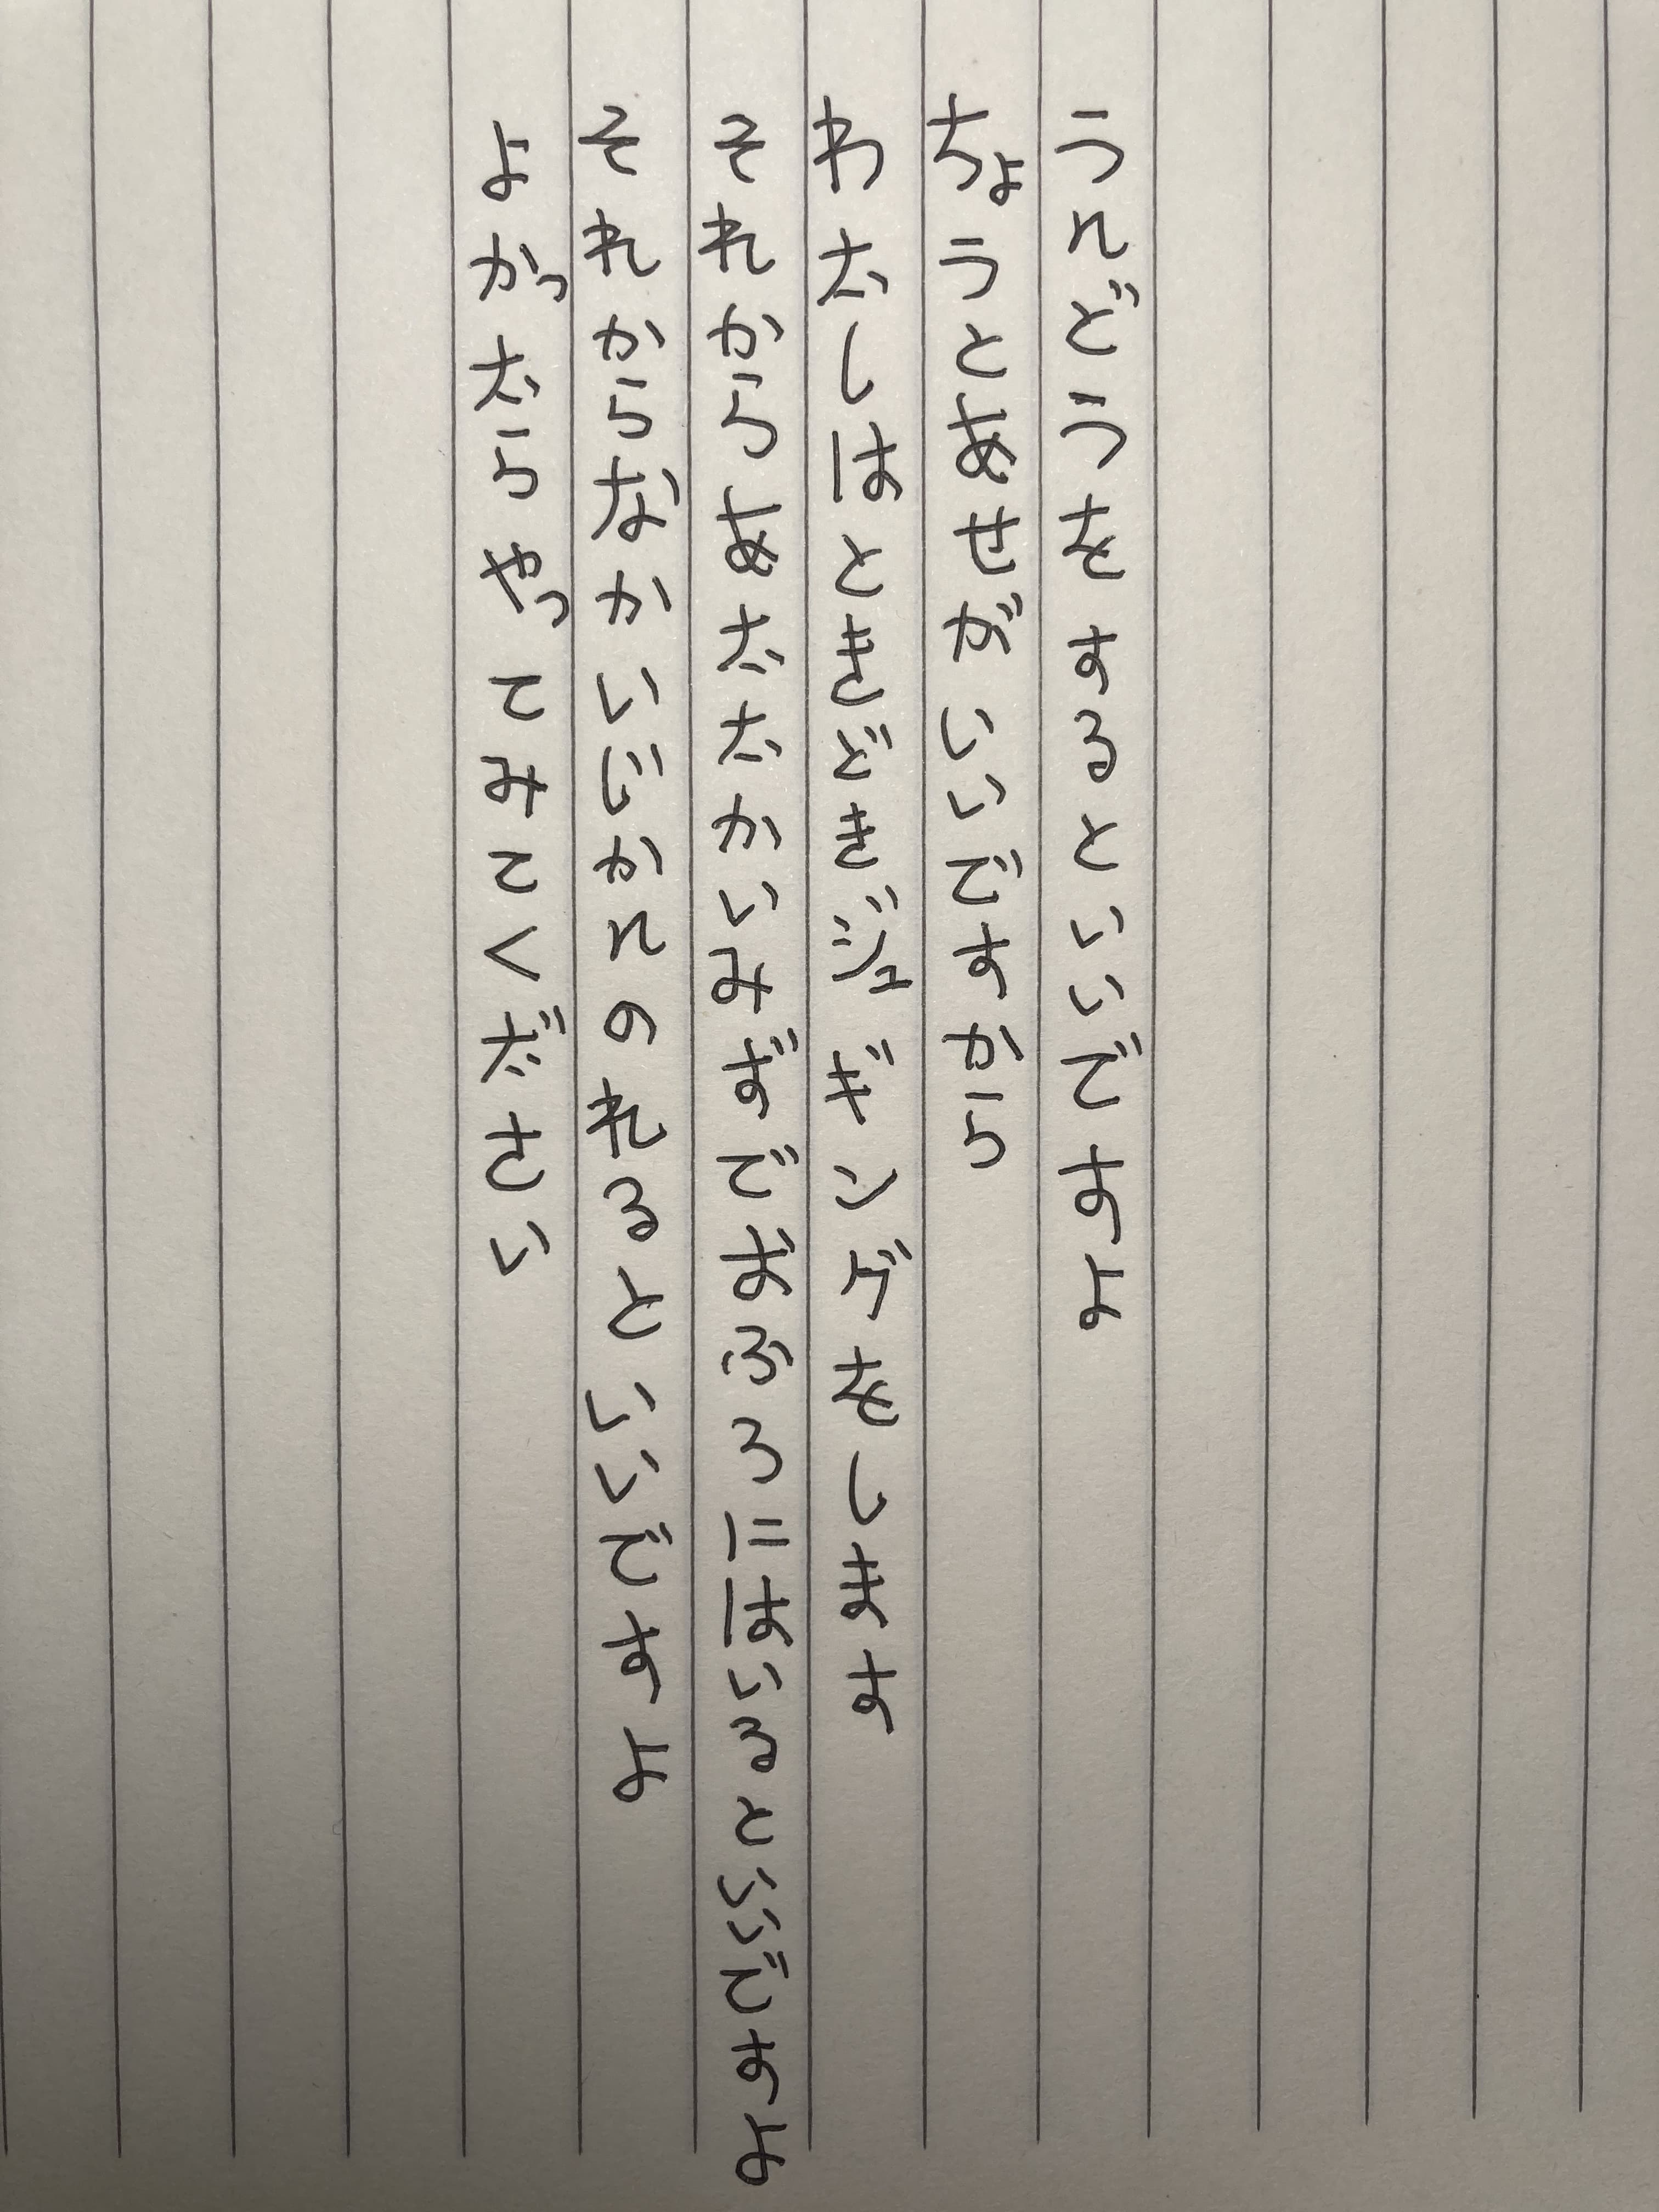 うんどうをするといいですよ
ちょうとあせがいいですから
わたしはときどきジョギングをします
それからあたたかいみずでおふろにはいるといいですよ
それからなかいじかんのねるといいですよ
よかったらやってみてください